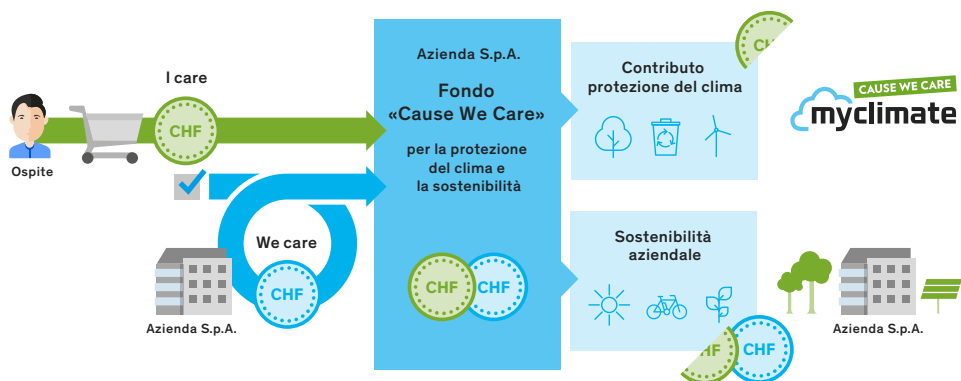 I care
CHF
Ospite
We care
CHF
Azienda S.p.A.
Azienda S.p.A.
Fondo
«Cause We Care»
per la protezione
del clima e
la sostenibilità
CHF
CHF
Contributo
protezione del clima
CAUSE WE CARE
myclimate
Sostenibilità
aziendale
HF
CHF
Azienda S.p.A.